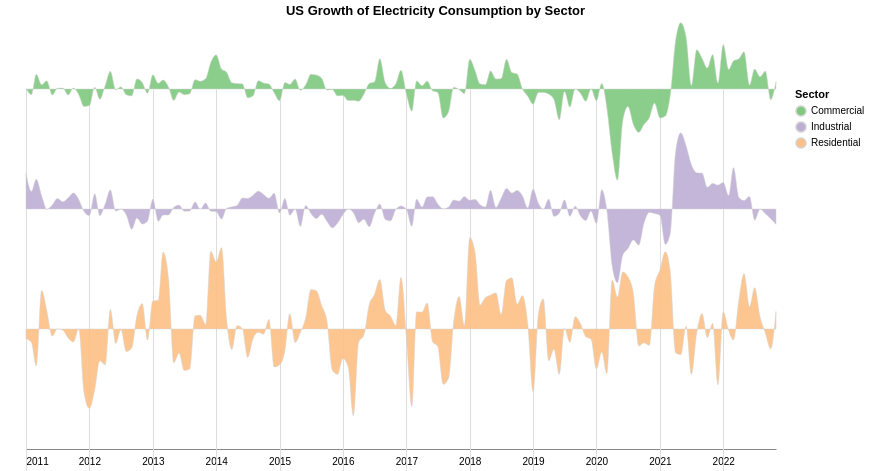 US Growth of Electricity Consumption by Sector
Sector
Commercial
Industrial
Residential
2011 2012 2013 2014 2015 2016 2017 2018 2019 2020 2021 2022